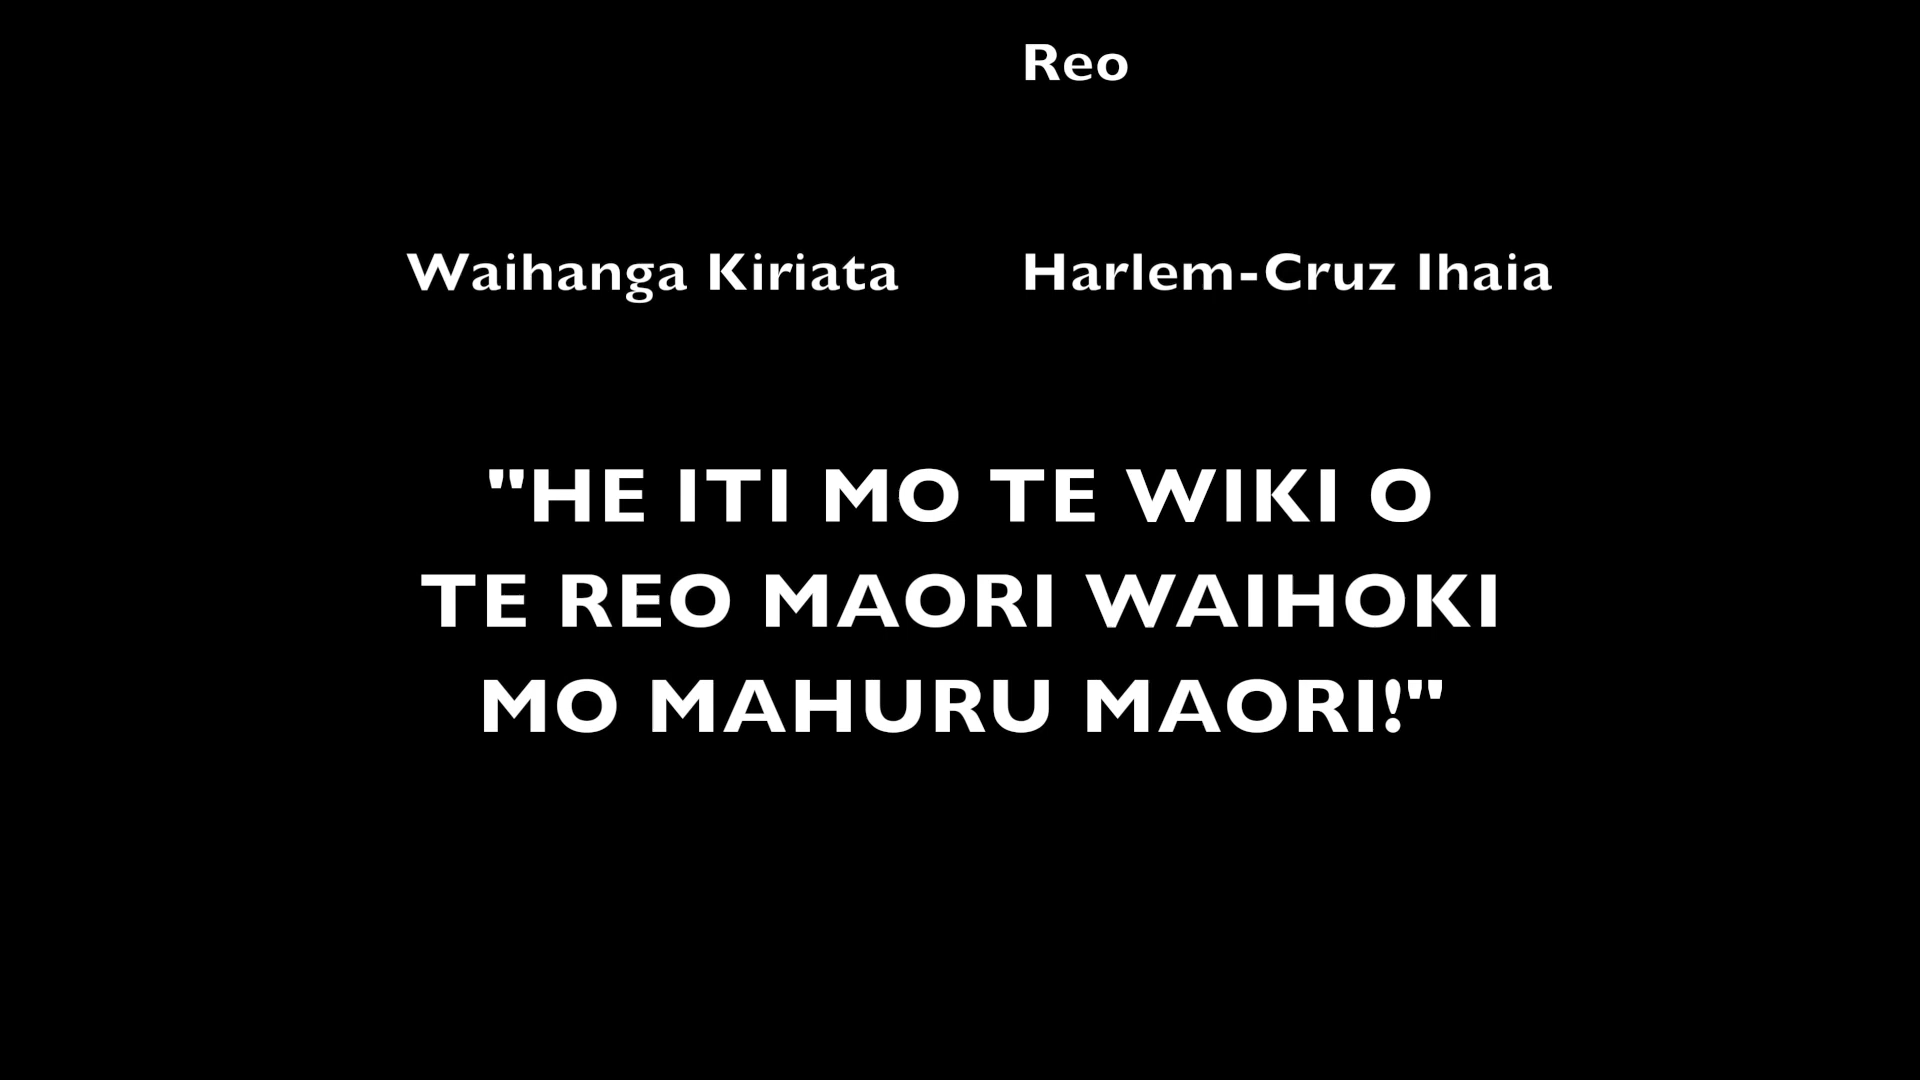 Reo
Waihanga Kiriata Harlem-Cruz Ihaia
"HE ITI MO TE WIKI O
TE REO MAORI WAIHOKI
MO MAHURU MAORI!"